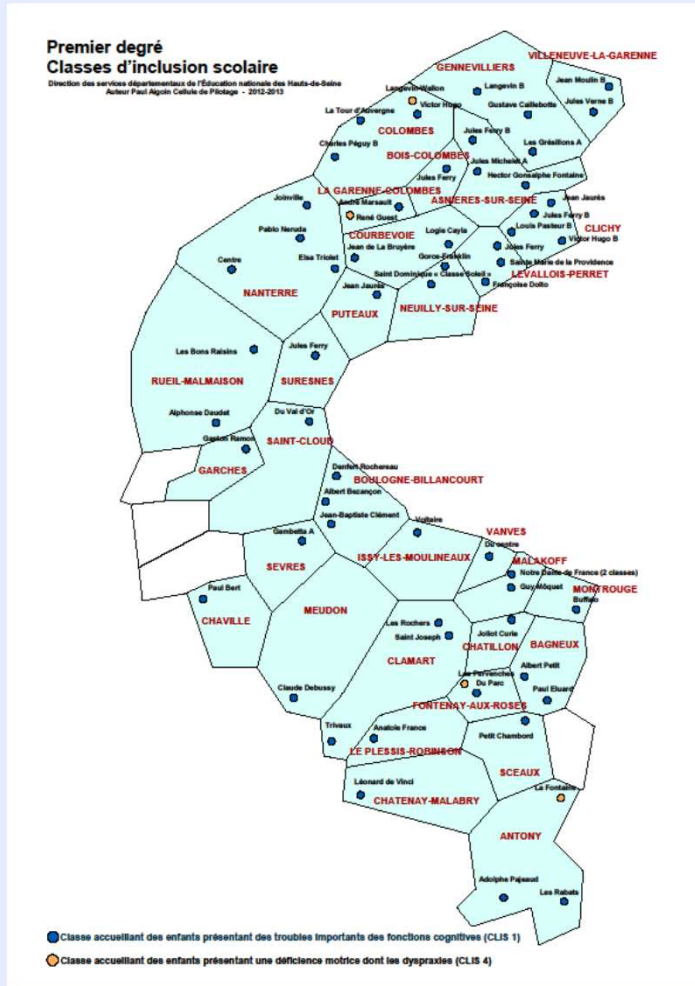 Premier degré
Classes d'inclusion scolaire
Direction des services départementaux de l'Éducation nationale des Hauts-de-Seine
Auteur Paul Aigoin Cellule de Pilotage - 2012-2013
VILLENEUVE-LA-GARENNE
GENNEVILLIERS
Jean Moulin B
Langevin B
Langevin-Wallon
Jules Verne B
Victor Hugo
Gustave Caillebotte
La Tour d'Auvergne
COLOMBES
Jules Ferry B
Charles Péguy B
Les Grésillons A
BOIS-COLOMBES
Jules Michelet A
Jules Ferry
Hector Gonsalphe Fontaine
LA GARENNE-COLOMBES
Joinville
André Marsault
ASNIERES-SUR-SEINE
Jean Jaurès
René Guest
Jules Ferry B
Pablo Neruda
COURBEVOIE
Logie Cayla
Louis Pasteur B
CLICHY
Victor Hugo B
Jean de La Bruyère
Jules Ferry
Centre
Elsa Triolet
Gorce-Franklin
Sainte Marie de la Providence
Saint Dominique « Classe Soleil »
LEVALLOIS-PERRET
Françoise Dolto
NANTERRE
Jean Jaurès
PUTEAUX
NEUILLY-SUR-SEINE
Les Bons Raisins
Jules Ferry
RUEIL-MALMAISON
SURESNES
Alphonse Daudet
Du Val d'Or
Gaston Ramon
SAINT-CLOUD
GARCHES
Denfert Rochereau
BOULOGNE-BILLANCOURT
Albert Bezançon
Jean-Baptiste Clément
Voltaire
Gambetta A
VANVES
Du centre
ISSY-LES-MOULINEAUX
MALAKOFF
SEVRES
Notre Dame de France (2 classes)
Paul Bert
Guy Môquet
MONTROUGE
Buffalo
MEUDON
CHAVILLE
Les Rochers
Saint Joseph
Joliot Curie
CHATILLON
BAGNEUX
CLAMART
Albert Petit
Les Pervenches
Du Parc
Claude Debussy
Paul Eluard
FONTENAY-AUX-ROSES
Trivaux
Anatole France
Petit Chambord
LE PLESSIS-ROBINSON
SCEAUX
Léonard de Vinci
La Fontaine
CHATENAY-MALABRY
ANTONY
Adolphe Pajeaud
Les Rabats
Classe accueillant des enfants présentant des troubles importants des fonctions cognitives (CLIS 1)
Classe accueillant des enfants présentant une déficience motrice dont les dyspraxies (CLIS 4)